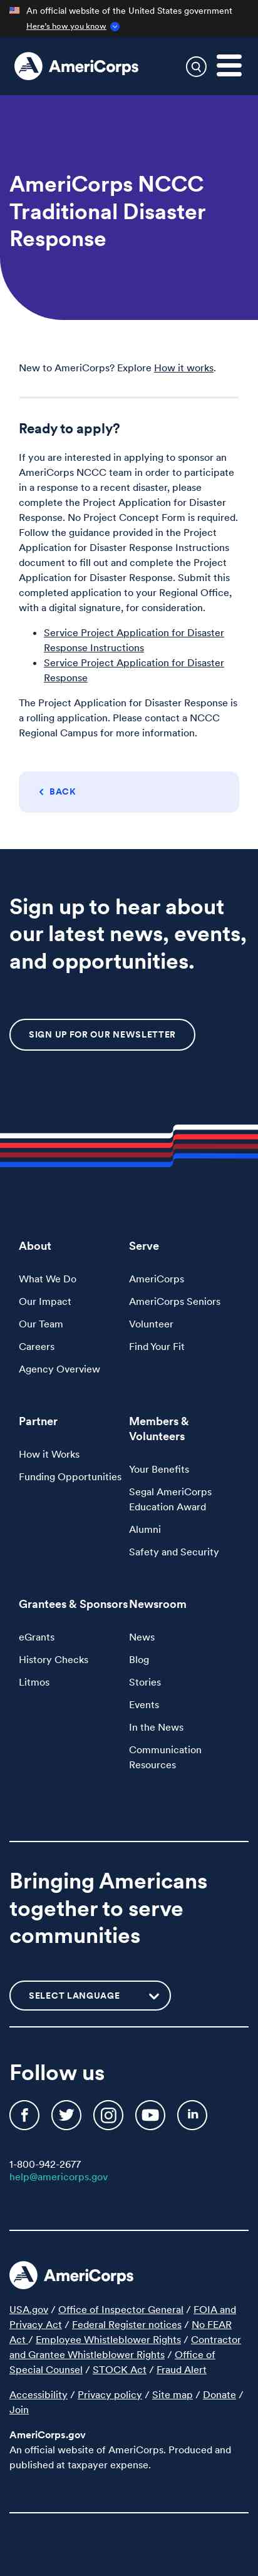 An official website of the United States government
Here's how you know
AmeriCorps
AmeriCorps NCCC
Traditional Disaster
Response
New to AmeriCorps? Explore How it works.
Ready to apply?
If you are interested in applying to sponsor an
AmeriCorps NCCC team in order to participate
in a response to a recent disaster, please
complete the Project Application for Disaster
Response. No Project Concept Form is required.
Follow the guidance provided in the Project
Application for Disaster Response Instructions
document to fill out and complete the Project
Application for Disaster Response. Submit this
completed application to your Regional Office,
with a digital signature, for consideration.
• Service Project Application for Disaster
Response Instructions
• Service Project Application for Disaster
Response
The Project Application for Disaster Response is
a rolling application. Please contact a NCCC
Regional Campus for more information.
BACK
Sign up to hear about
our latest news, events,
and opportunities.
SIGN UP FOR OUR NEWSLETTER
About
What We Do
Our Impact
Our Team
Careers
Agency Overview
Serve
AmeriCorps
AmeriCorps Seniors
Volunteer
Find Your Fit
Partner
How it Works
Funding Opportunities
Members &
Volunteers
Your Benefits
Segal AmeriCorps
Education Award
Alumni
Safety and Security
Grantees & Sponsors
eGrants
History Checks
Litmos
Newsroom
News
Blog
Stories
Events
In the News
Communication
Resources
Bringing Americans
together to serve
communities
SELECT LANGUAGE
Follow us
1-800-942-2677
help@americorps.gov
AmeriCorps
USA.gov / Office of Inspector General / FOIA and
Privacy Act / Federal Register notices / No FEAR
Act / Employee Whistleblower Rights / Contractor
and Grantee Whistleblower Rights / Office of
Special Counsel / STOCK Act / Fraud Alert
Accessibility / Privacy policy / Site map / Donate /
Join
AmeriCorps.gov
An official website of AmeriCorps. Produced and
published at taxpayer expense.